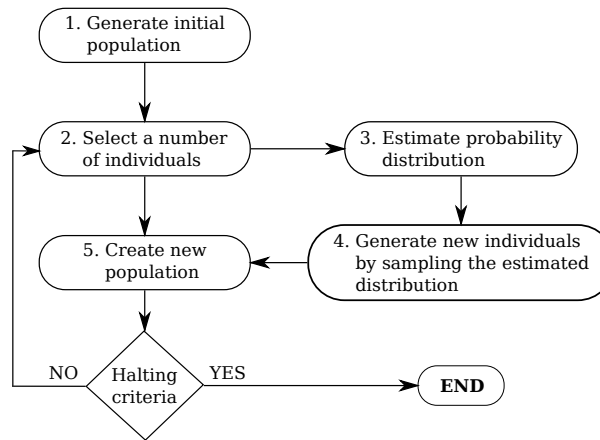 1. Generate initial
population
2. Select a number
of individuals
3. Estimate probability
distribution
4. Generate new individuals
by sampling the estimated
distribution
5. Create new
population
Halting
criteria
NO
YES
END